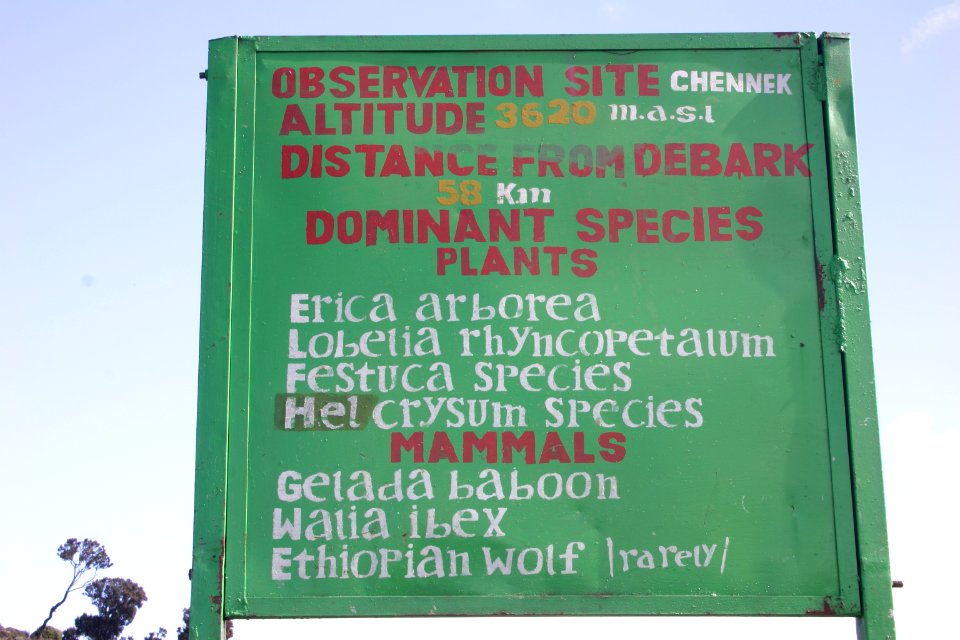 OBSERVATION SITE CHENNEK
ALTITUDE 3620 m.a.s.l
DISTANCE FROM DEBARK
58 Km
DOMINANT SPECIES
PLANTS
Erica arborea
Lobelia rhyncopetalum
Festuca species
Hel crysum species
MAMMALS
Gelada baboon
Walia ibex
Ethiopian wolf |rarely/